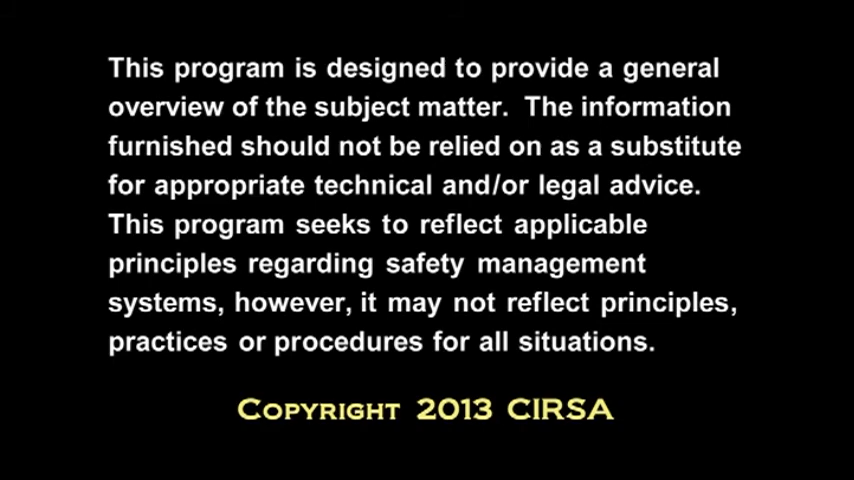 This program is designed to provide a general
overview of the subject matter.  The information
furnished should not be relied on as a substitute
for appropriate technical and/or legal advice.
This program seeks to reflect applicable
principles regarding safety management
systems, however, it may not reflect principles,
practices or procedures for all situations.
Copyright 2013 CIRSA